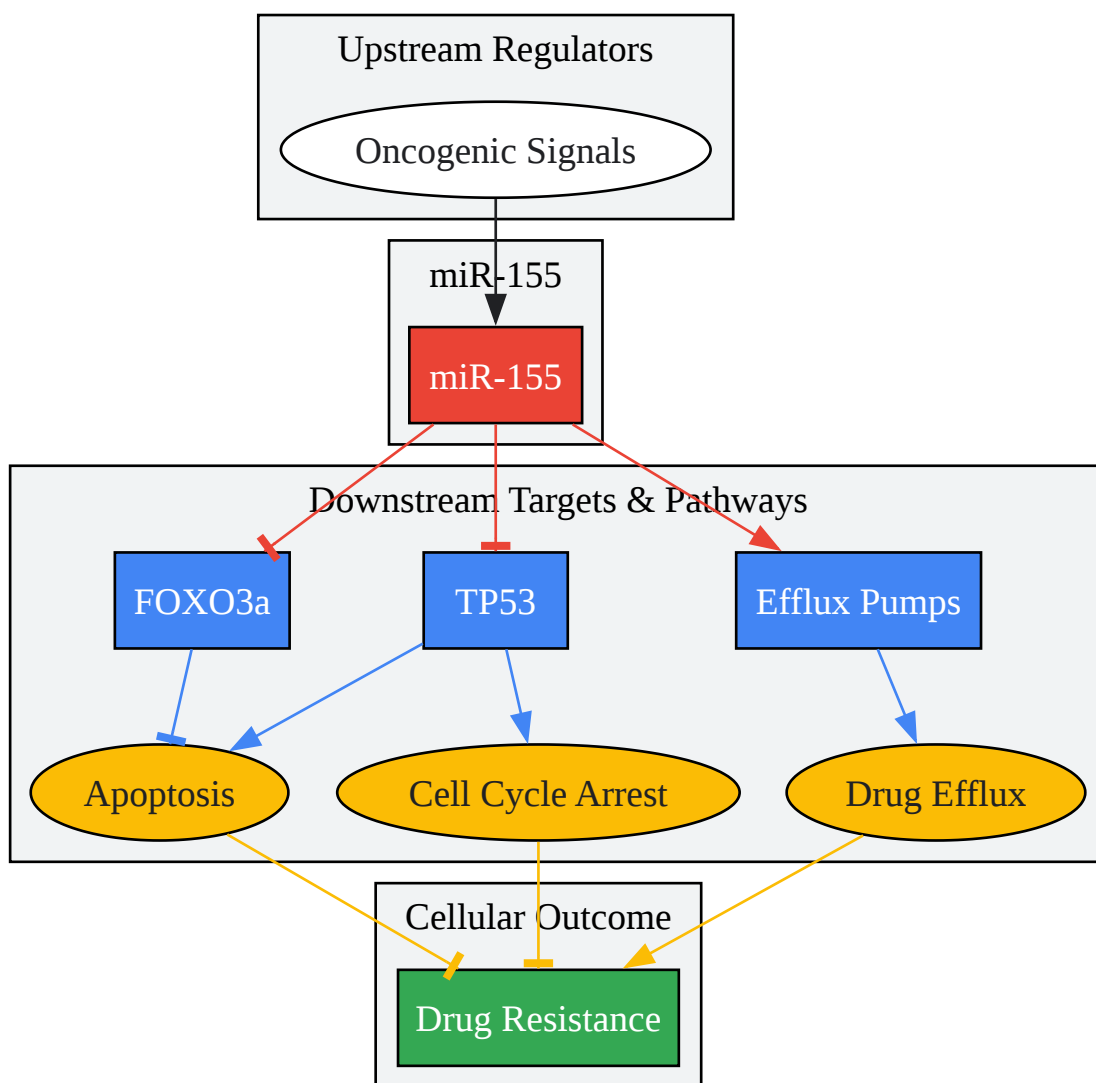 Upstream Regulators
Oncogenic Signals
miR-155
miR-155
Downstream Targets & Pathways
FOXO3a
TP53
Efflux Pumps
Apoptosis
Cell Cycle Arrest
Drug Efflux
Cellular Outcome
Drug Resistance